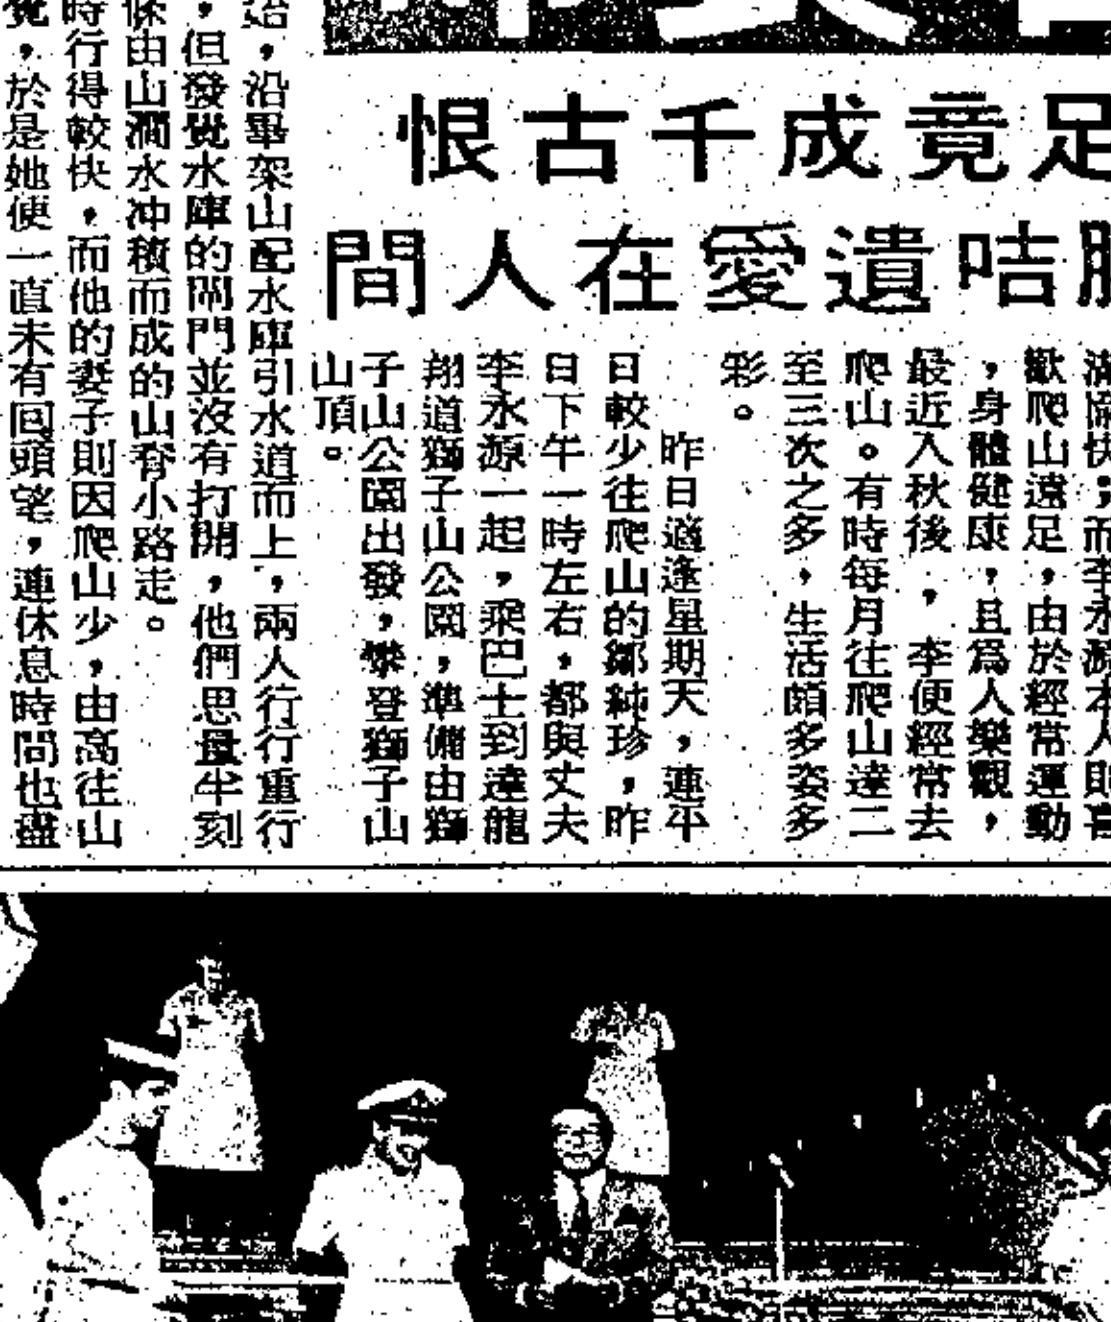 足竟成千古恨
咭遺愛在人間
滿愉快;而李永源本人則喜
歡爬山遠足,由於經常運動
,身體健康,且爲人樂觀,
最近入秋後,李便經常去
爬山。有時每月往爬山達二
至三次之多,生活頗多姿多
彩。
昨日適逢星期天,連平
日較少往爬山的鄒純珍,昨
日下午一時左右,都與丈夫
李永源一起,乘巴士到達龍
翔道獅子山公園,準備由獅
子山公園出發,攀登獅子山
山頂。
,沿畢架山配水庫引水道而上,兩人行行重行
,但發覺水庫的閘門並沒有打開,他們思量半刻
條由山澗水冲積而成的山脊小路走。
時行得較快,而他的妻子則因爬山少,由高往山
覺,於是她便一直未有回頭望,連休息時間也盡